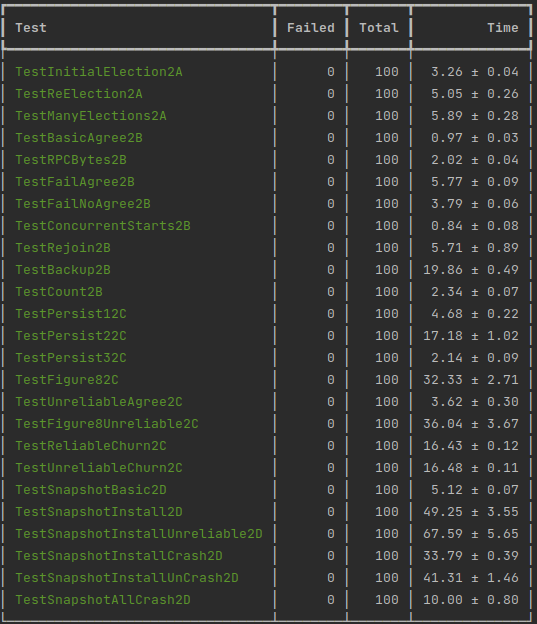 Test Failed Total Time
TestInitialElection2A 0 100 3.26 ± 0.04
TestReElection2A 0 100 5.05 ± 0.26
TestManyElections2A 0 100 5.89 ± 0.28
TestBasicAgree2B 0 100 0.97 ± 0.03
TestRPCBytes2B 0 100 2.02 ± 0.04
TestFailAgree2B 0 100 5.77 ± 0.09
TestFailNoAgree2B 0 100 3.79 ± 0.06
TestConcurrentStarts2B 0 100 0.84 ± 0.08
TestRejoin2B 0 100 5.71 ± 0.89
TestBackup2B 0 100 19.86 ± 0.49
TestCount2B 0 100 2.34 ± 0.07
TestPersist12C 0 100 4.68 ± 0.22
TestPersist22C 0 100 17.18 ± 1.02
TestPersist32C 0 100 2.14 ± 0.09
TestFigure82C 0 100 32.33 ± 2.71
TestUnreliableAgree2C 0 100 3.62 ± 0.30
TestFigure8Unreliable2C 0 100 36.04 ± 3.67
TestReliableChurn2C 0 100 16.43 ± 0.12
TestUnreliableChurn2C 0 100 16.48 ± 0.11
TestSnapshotBasic2D 0 100 5.12 ± 0.07
TestSnapshotInstall2D 0 100 49.25 ± 3.55
TestSnapshotInstallUnreliable2D 0 100 67.59 ± 5.65
TestSnapshotInstallCrash2D 0 100 33.79 ± 0.39
TestSnapshotInstallUnCrash2D 0 100 41.31 ± 1.46
TestSnapshotAllCrash2D 0 100 10.00 ± 0.80